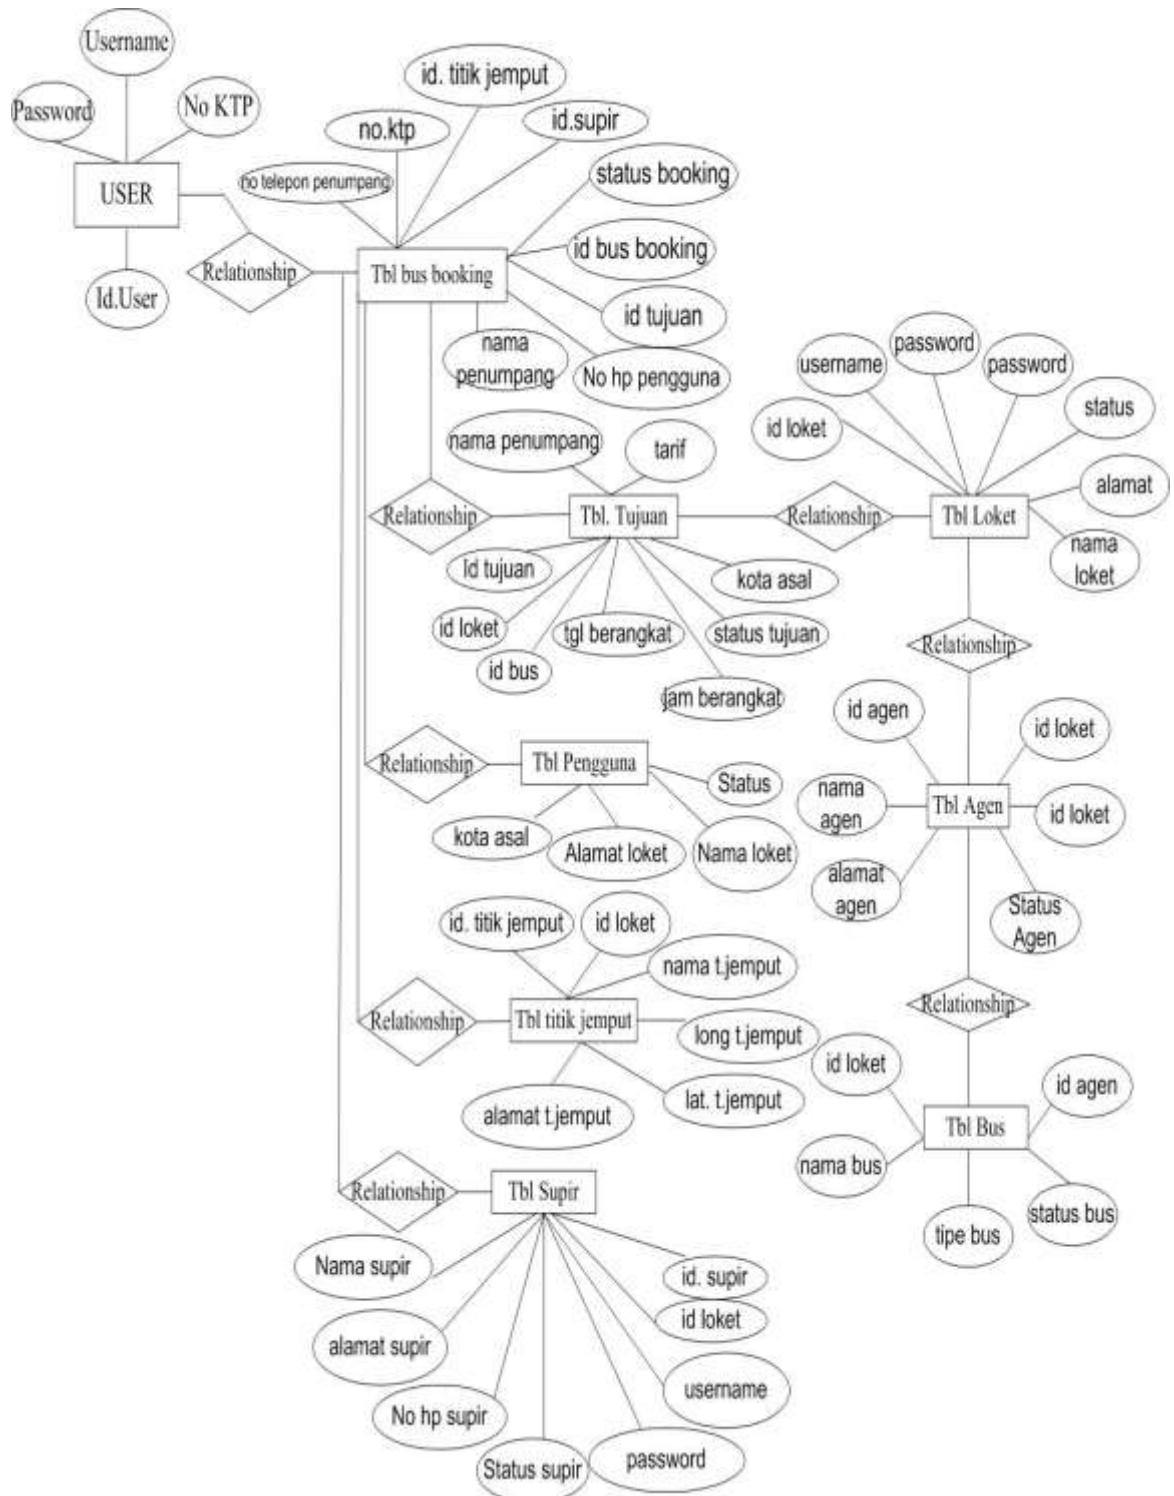 Username
Password
No KTP
USER
Id.User
Relationship
id. titik jemput
no.ktp
id.supir
no telepon penumpang
status booking
Tbl bus booking
id bus booking
id tujuan
nama
penumpang
No hp pengguna
nama penumpang
tarif
Relationship
Tbl. Tujuan
Relationship
Id tujuan
kota asal
id loket
tgl berangkat
status tujuan
id bus
jam berangkat
username
password
password
id loket
status
alamat
Tbl Loket
nama
loket
Relationship
id agen
id loket
nama
agen
Tbl Agen
id loket
alamat
agen
Status
Agen
Relationship
id loket
id agen
Tbl Bus
nama bus
tipe bus
status bus
Relationship
Tbl Pengguna
Status
kota asal
Alamat loket
Nama loket
id. titik jemput
id loket
nama t.jemput
Relationship
Tbl titik jemput
long t.jemput
alamat t.jemput
lat. t.jemput
Relationship
Tbl Supir
Nama supir
id. supir
id loket
alamat supir
username
No hp supir
Status supir
password